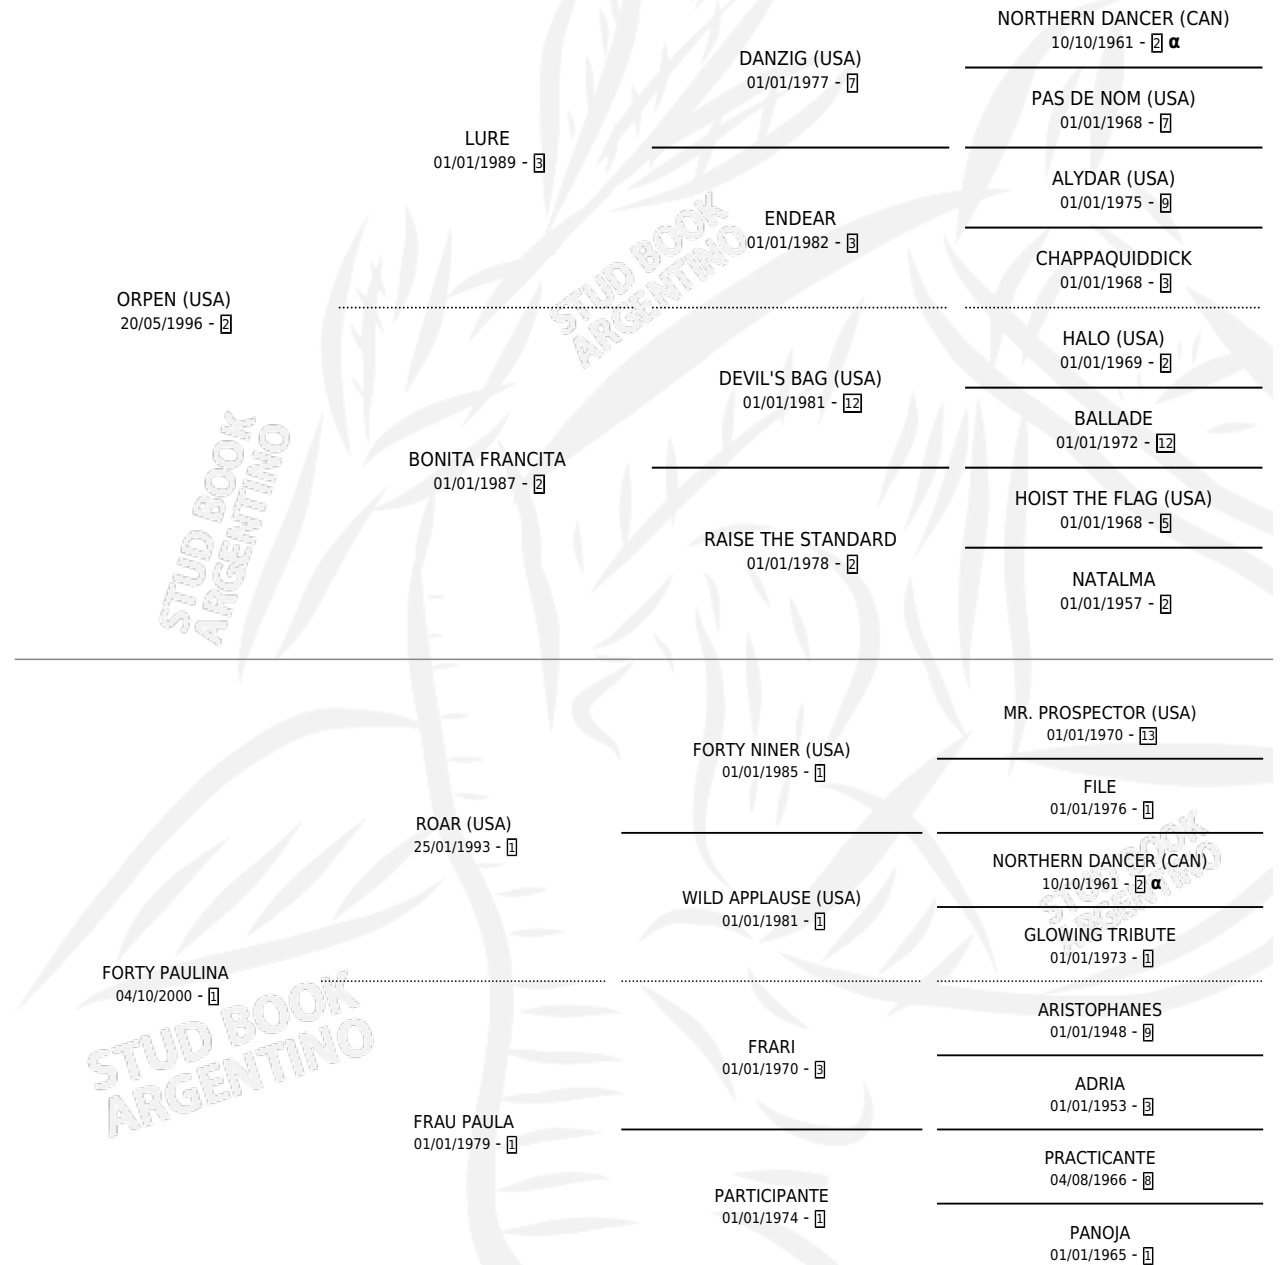 NORTHERN DANCER (CAN)
10/10/1961 - 2 α
DANZIG (USA)
01/01/1977 - 7
PAS DE NOM (USA)
01/01/1968 - 7
LURE
01/01/1989 - 3
ALYDAR (USA)
01/01/1975 - 9
ENDEAR
01/01/1982 - 3
CHAPPAQUIDDICK
01/01/1968 - 3
STUD BOOK
ARGENTINO
ORPEN (USA)
20/05/1996 - 2
HALO (USA)
01/01/1969 - 2
DEVIL'S BAG (USA)
01/01/1981 - 12
BALLADE
01/01/1972 - 12
BONITA FRANCITA
01/01/1987 - 2
HOIST THE FLAG (USA)
01/01/1968 - 5
RAISE THE STANDARD
01/01/1978 - 2
NATALMA
01/01/1957 - 2
STUD BOOK
ARGENTINO
MR. PROSPECTOR (USA)
01/01/1970 - 13
FORTY NINER (USA)
01/01/1985 - 1
FILE
01/01/1976 - 1
ROAR (USA)
25/01/1993 - 1
NORTHERN DANCER (CAN)
10/10/1961 - 2 α
WILD APPLAUSE (USA)
01/01/1981 - 1
GLOWING TRIBUTE
01/01/1973 - 1
STUD BOOK
ARGENTINO
FORTY PAULINA
04/10/2000 - 1
ARISTOPHANES
01/01/1948 - 9
FRARI
01/01/1970 - 3
ADRIA
01/01/1953 - 3
FRAU PAULA
01/01/1979 - 1
PRACTICANTE
04/08/1966 - 8
PARTICIPANTE
01/01/1974 - 1
PANOJA
01/01/1965 - 1
STUD BOOK
ARGENTINO